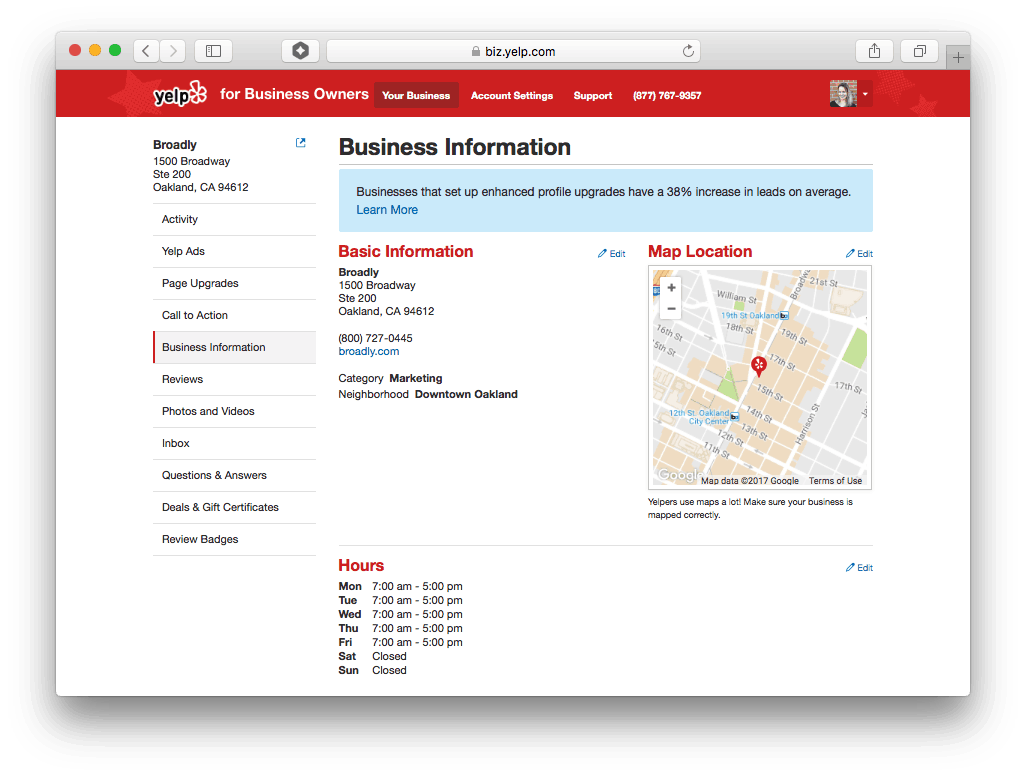 biz.yelp.com
yelp for Business Owners Your Business Account Settings Support (877) 767-9357
Broadly
1500 Broadway
Ste 200
Oakland, CA 94612
Activity
Yelp Ads
Page Upgrades
Call to Action
Business Information
Reviews
Photos and Videos
Inbox
Questions & Answers
Deals & Gift Certificates
Review Badges
Business Information
Businesses that set up enhanced profile upgrades have a 38% increase in leads on average.
Learn More
Basic Information
Edit
Broadly
1500 Broadway
Ste 200
Oakland, CA 94612
(800) 727-0445
broadly.com
Category Marketing
Neighborhood Downtown Oakland
Map Location
Edit
+
−
Broadw
21st St
William St
19th St Oakland
18th St
19th St
16th St
5th St
17th St
17th St
15th St
14th St
12th St. Oakland
City Center
13th St
12th St
11th St
Harrison St
Google
Map data ©2017 Google Terms of Use
Yelpers use maps a lot! Make sure your business is
mapped correctly.
Hours
Edit
Mon 7:00 am - 5:00 pm
Tue 7:00 am - 5:00 pm
Wed 7:00 am - 5:00 pm
Thu 7:00 am - 5:00 pm
Fri 7:00 am - 5:00 pm
Sat Closed
Sun Closed